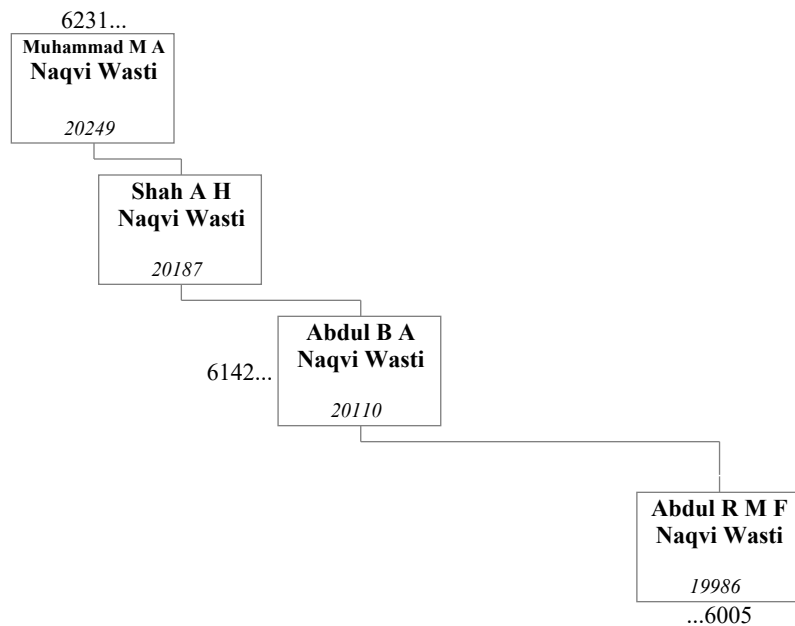 6231...
Muhammad M A
Naqvi Wasti
20249
Shah A H
Naqvi Wasti
20187
Abdul B A
Naqvi Wasti
6142...
20110
Abdul R M F
Naqvi Wasti
19986
...6005